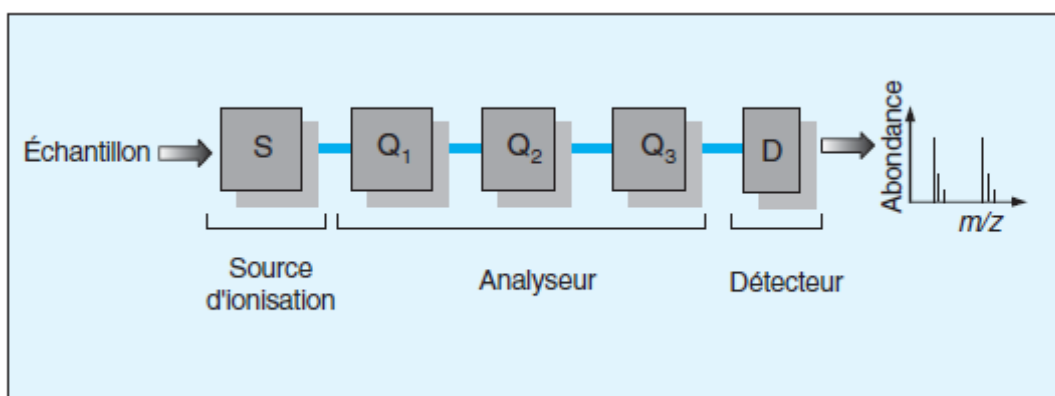 Échantillon
S
Q₁
Q₂
Q₃
D
Abondance
m/z
Source
d'ionisation
Analyseur
Détecteur